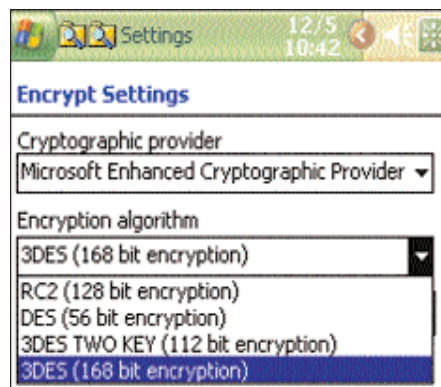 Settings 12/5
10:42
Encrypt Settings
Cryptographic provider
Microsoft Enhanced Cryptographic Provider
Encryption algorithm
3DES (168 bit encryption)
RC2 (128 bit encryption)
DES (56 bit encryption)
3DES TWO KEY (112 bit encryption)
3DES (168 bit encryption)